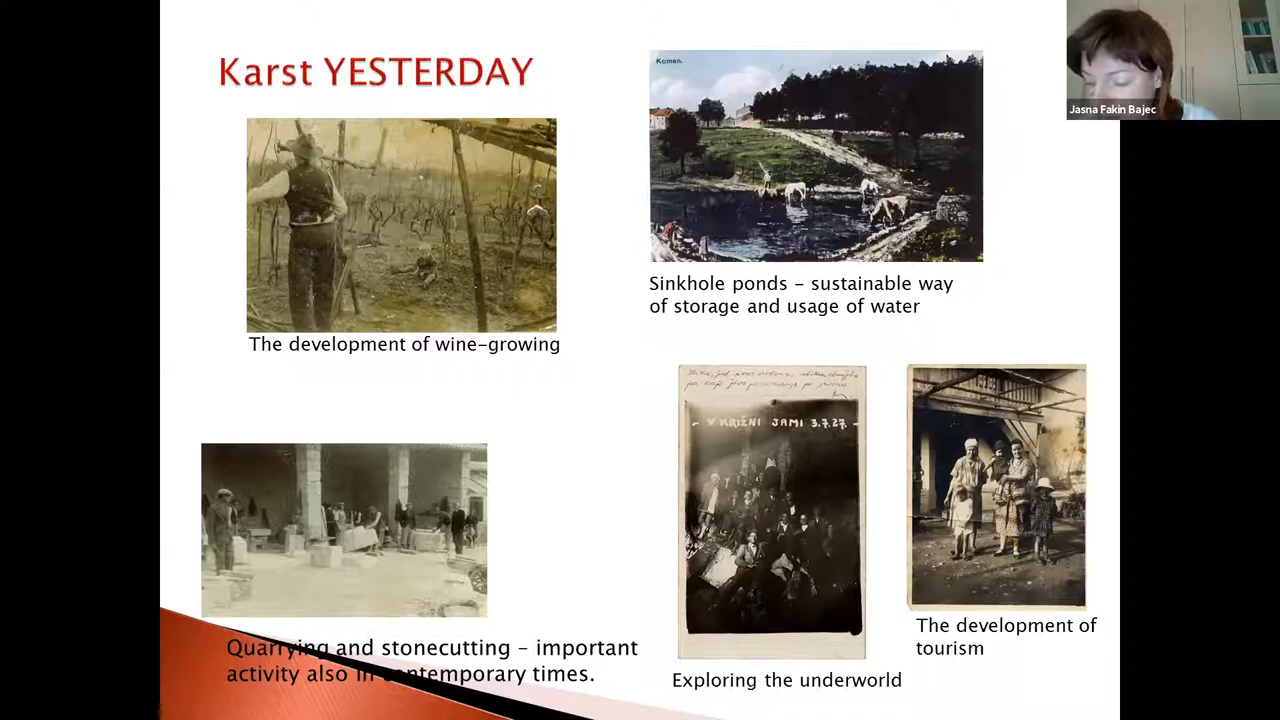 Karst YESTERDAY
Komen.
Jasna Fakin Bajec
The development of wine-growing
Sinkhole ponds – sustainable way
of storage and usage of water
- V KRIŽNI JAMI 3.7.27. -
Quarrying and stonecutting – important
activity also in contemporary times.
Exploring the underworld
The development of
tourism